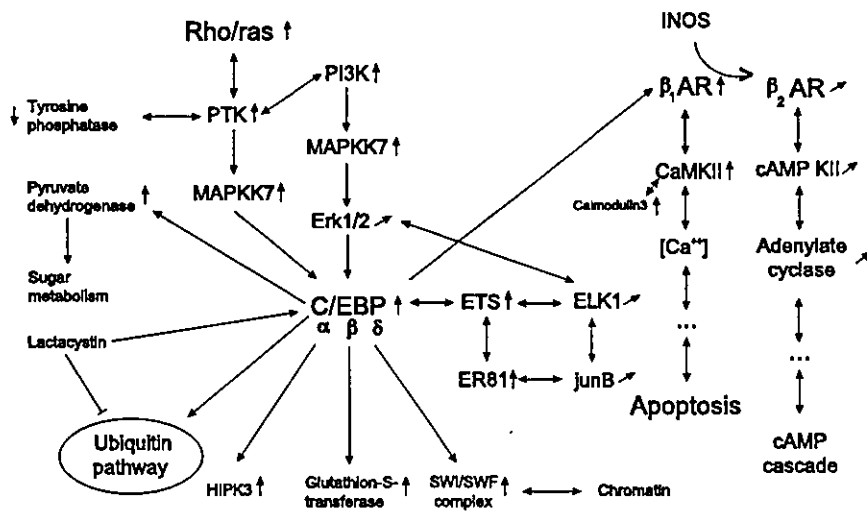 Rho/ras
INOS
PI3K
β₁AR
β₂ AR
Tyrosine
phosphatase
PTK
MAPKK7
CaMKII
cAMP KII
Pyruvate
dehydrogenase
MAPKK7
Calmodulin3
Erk1/2
[Ca⁺⁺]
Adenylate
cyclase
Sugar
metabolism
C/EBP
α β δ
ETS
ELK1
...
Lactacystin
...
ER81
junB
Apoptosis
Ubiquitin
pathway
cAMP
cascade
HIPK3
Glutathion-S-
transferase
SWI/SWF
complex
Chromatin